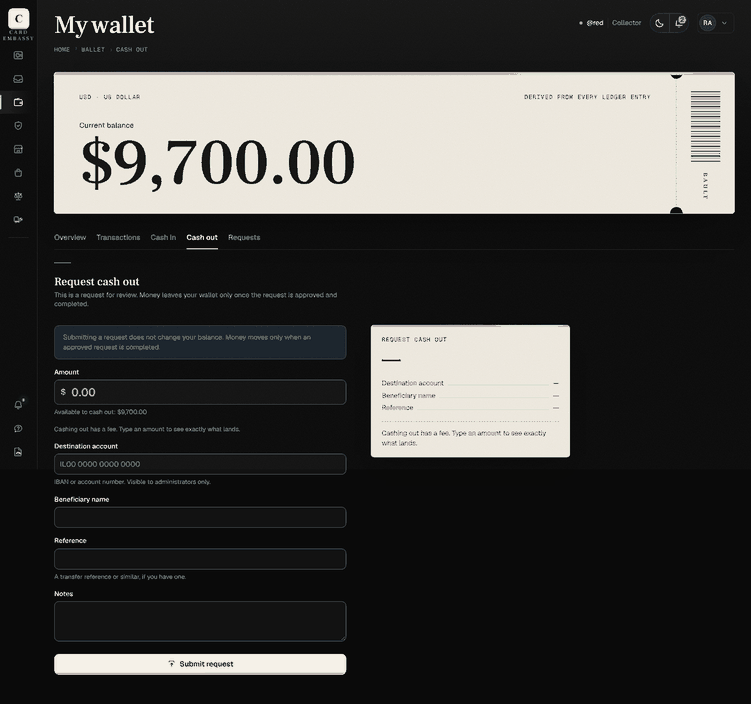 C
CARD
EMBASSY
My wallet
@red
Collector
RA
HOME
WALLET
CASH OUT
USD
US DOLLAR
DERIVED FROM EVERY LEDGER ENTRY
Current balance
$9,700.00
VAULT
Overview
Transactions
Cash in
Cash out
Requests
Request cash out
This is a request for review. Money leaves your wallet only once the request is approved and
completed.
Submitting a request does not change your balance. Money moves only when an
approved request is completed.
Amount
$ 0.00
Available to cash out: $9,700.00
Cashing out has a fee. Type an amount to see exactly what lands.
Destination account
IL00 0000 0000 0000
IBAN or account number. Visible to administrators only.
Beneficiary name
Reference
A transfer reference or similar, if you have one.
Notes
Submit request
REQUEST CASH OUT
Destination account —
Beneficiary name —
Reference —
Cashing out has a fee. Type an amount to see exactly
what lands.